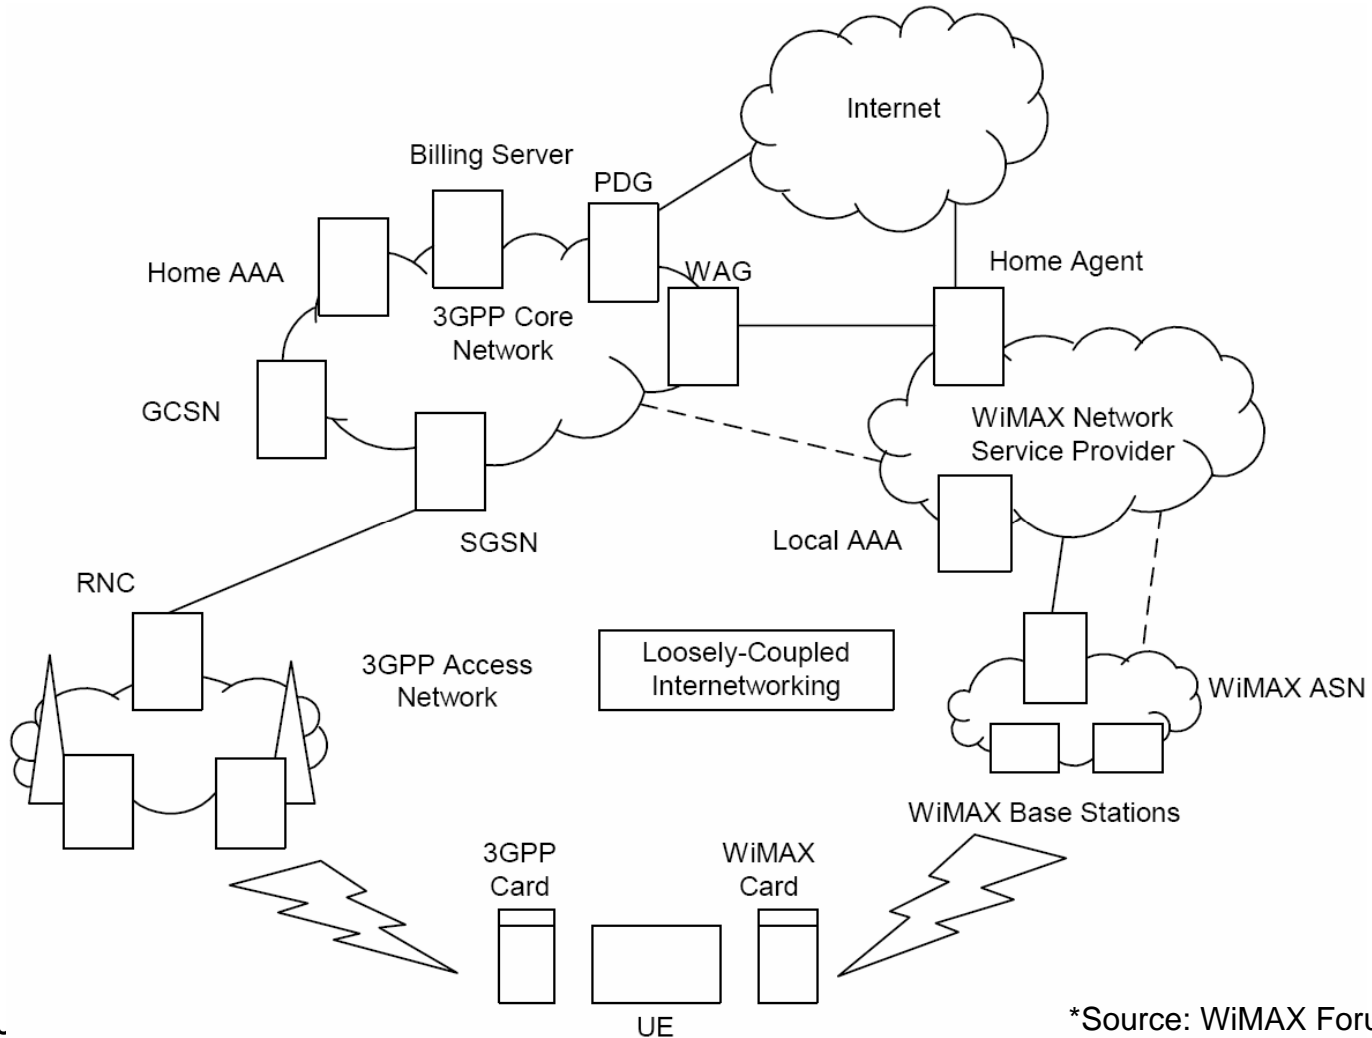 Internet
Billing Server
PDG
Home AAA
WAG
Home Agent
3GPP Core
Network
GCSN
WiMAX Network
Service Provider
SGSN
Local AAA
RNC
3GPP Access
Network
Loosely-Coupled
Internetworking
WiMAX ASN
WiMAX Base Stations
3GPP
Card
WiMAX
Card
UE
*Source: WiMAX